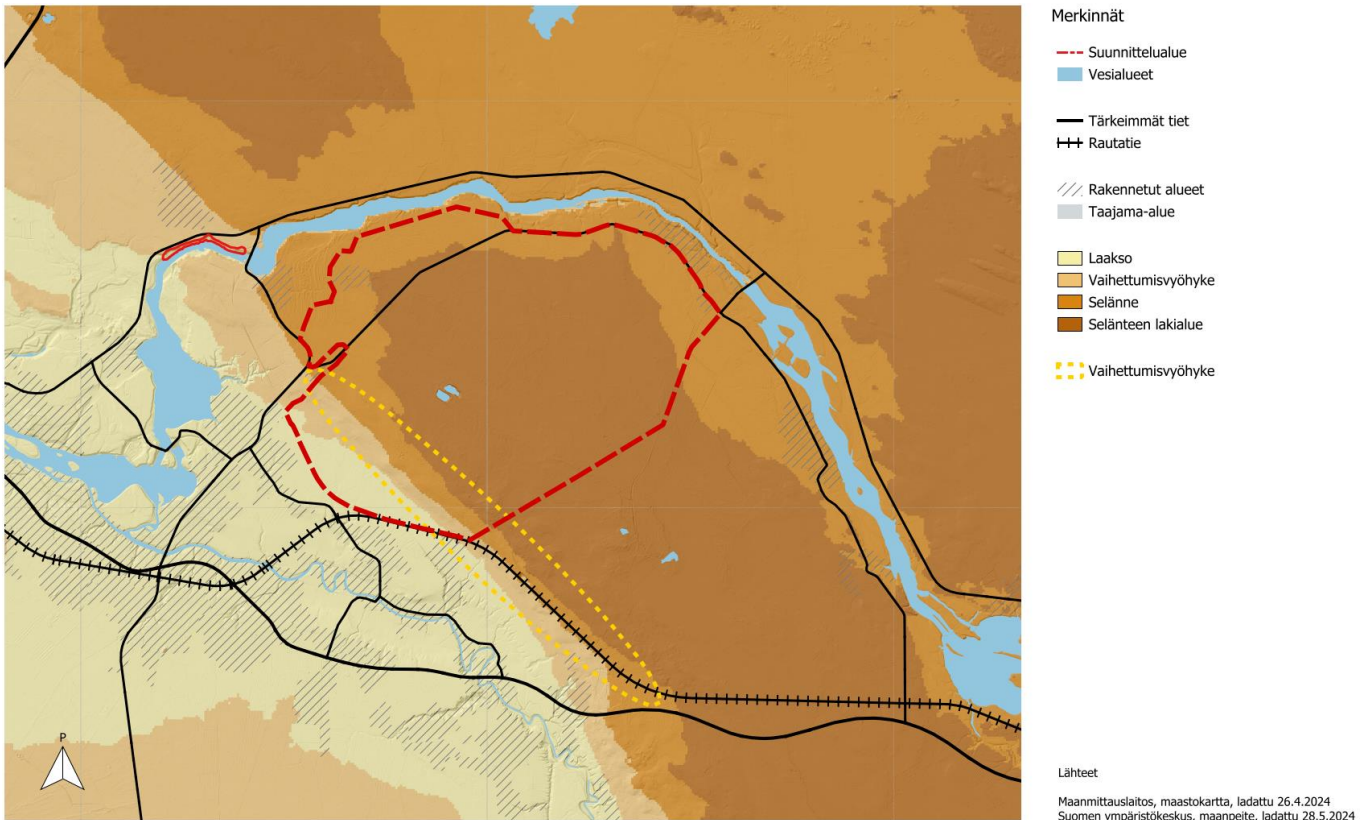 Merkinnät
Suunnittelualue
Vesialueet
Tärkeimmät tiet
Rautatie
Rakennetut alueet
Taajama-alue
Laakso
Vaihettumisvyöhyke
Selänne
Selänteen lakialue
Vaihettumisvyöhyke
P
Lähteet
Maanmittauslaitos, maastokartta, ladattu 26.4.2024
Suomen ympäristökeskus, maanpeite, ladattu 28.5.2024